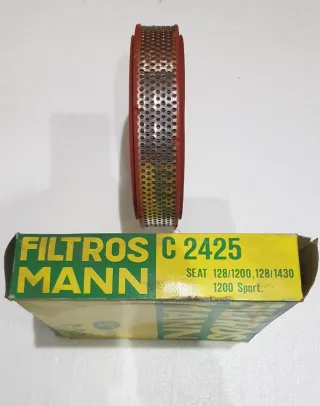 FILTROS
MANN
C 2425
SEAT 128/1200,128/1430
1200 Sport.